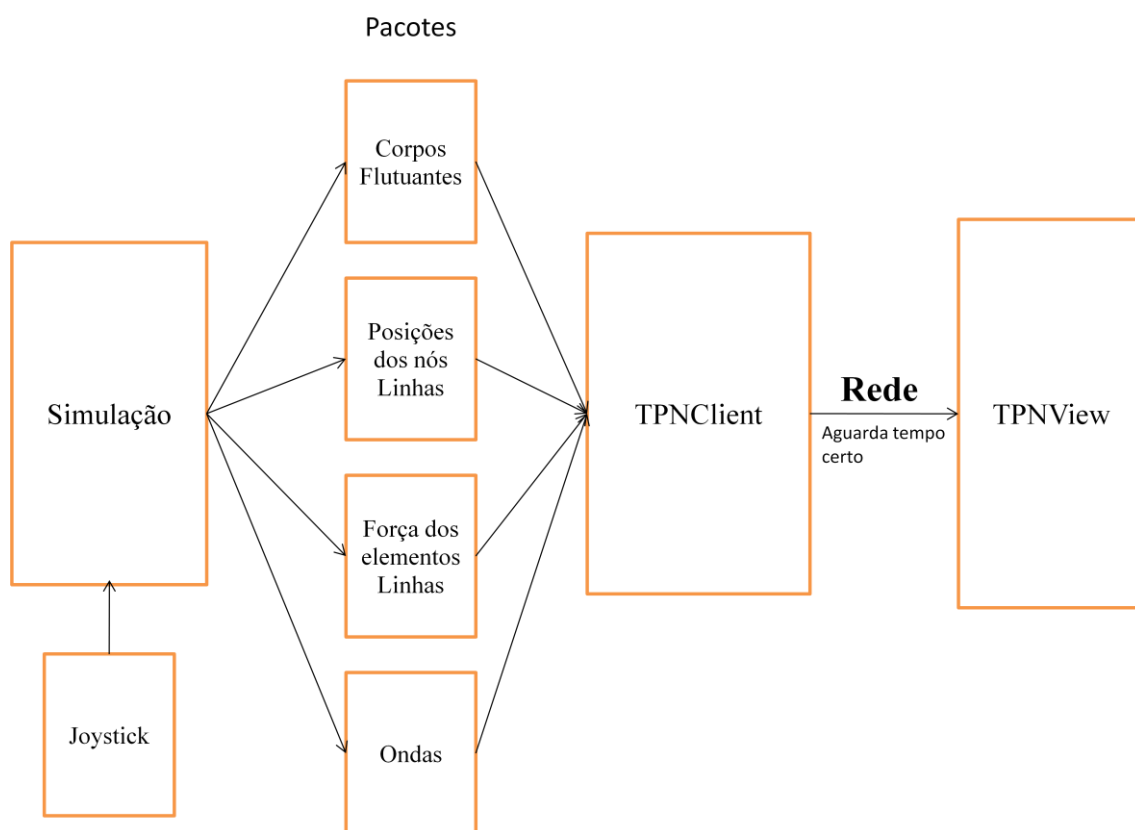 Pacotes
Corpos
Flutuantes
Posições
dos nós
Linhas
Simulação
TPNClient
Rede
Aguarda tempo
certo
TPNView
Força dos
elementos
Linhas
Joystick
Ondas